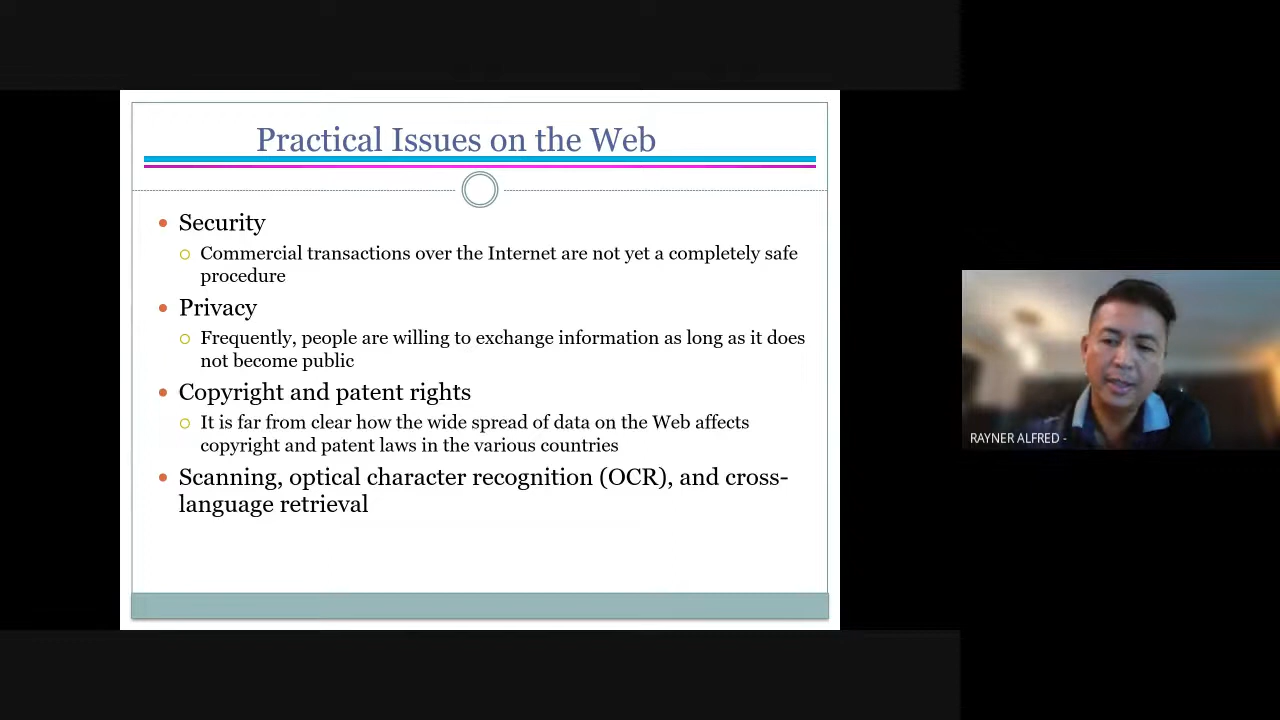 Practical Issues on the Web
Security
Commercial transactions over the Internet are not yet a completely safe
procedure
Privacy
Frequently, people are willing to exchange information as long as it does
not become public
Copyright and patent rights
It is far from clear how the wide spread of data on the Web affects
copyright and patent laws in the various countries
Scanning, optical character recognition (OCR), and cross-
language retrieval
RAYNER ALFRED -